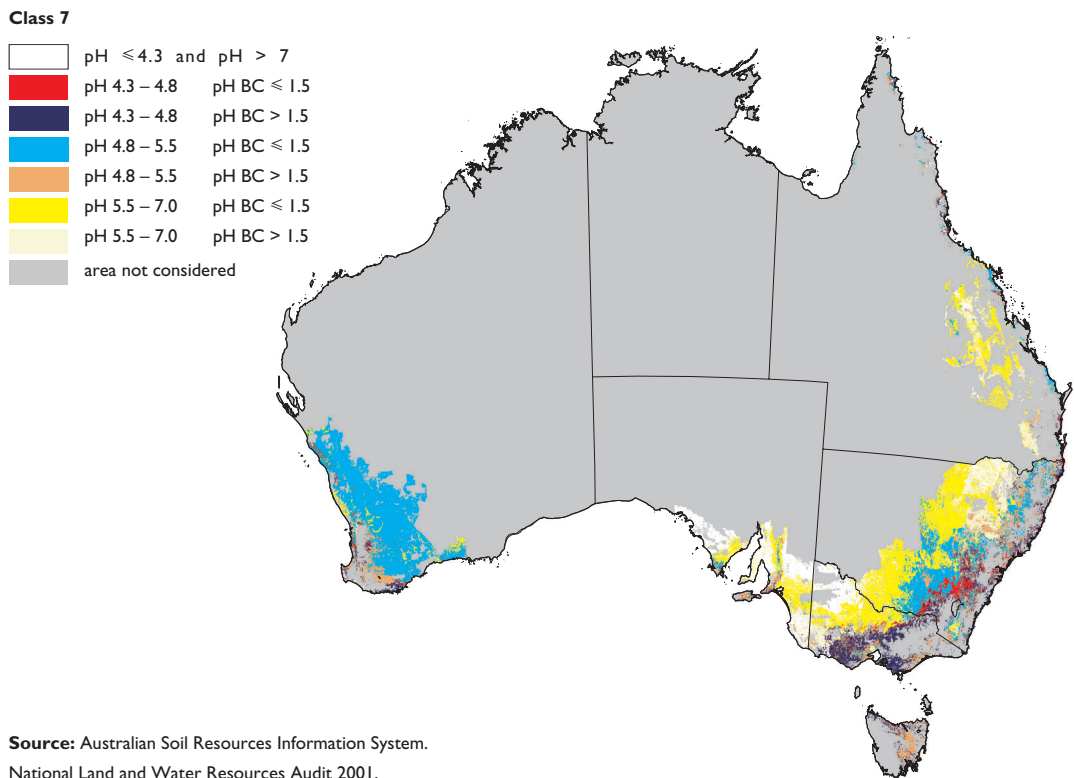 Class 7
pH ⩽ 4.3 and pH > 7
pH 4.3 – 4.8 pH BC ⩽ 1.5
pH 4.3 – 4.8 pH BC > 1.5
pH 4.8 – 5.5 pH BC ⩽ 1.5
pH 4.8 – 5.5 pH BC > 1.5
pH 5.5 – 7.0 pH BC ⩽ 1.5
pH 5.5 – 7.0 pH BC > 1.5
area not considered
Source: Australian Soil Resources Information System.
National Land and Water Resources Audit 2001.